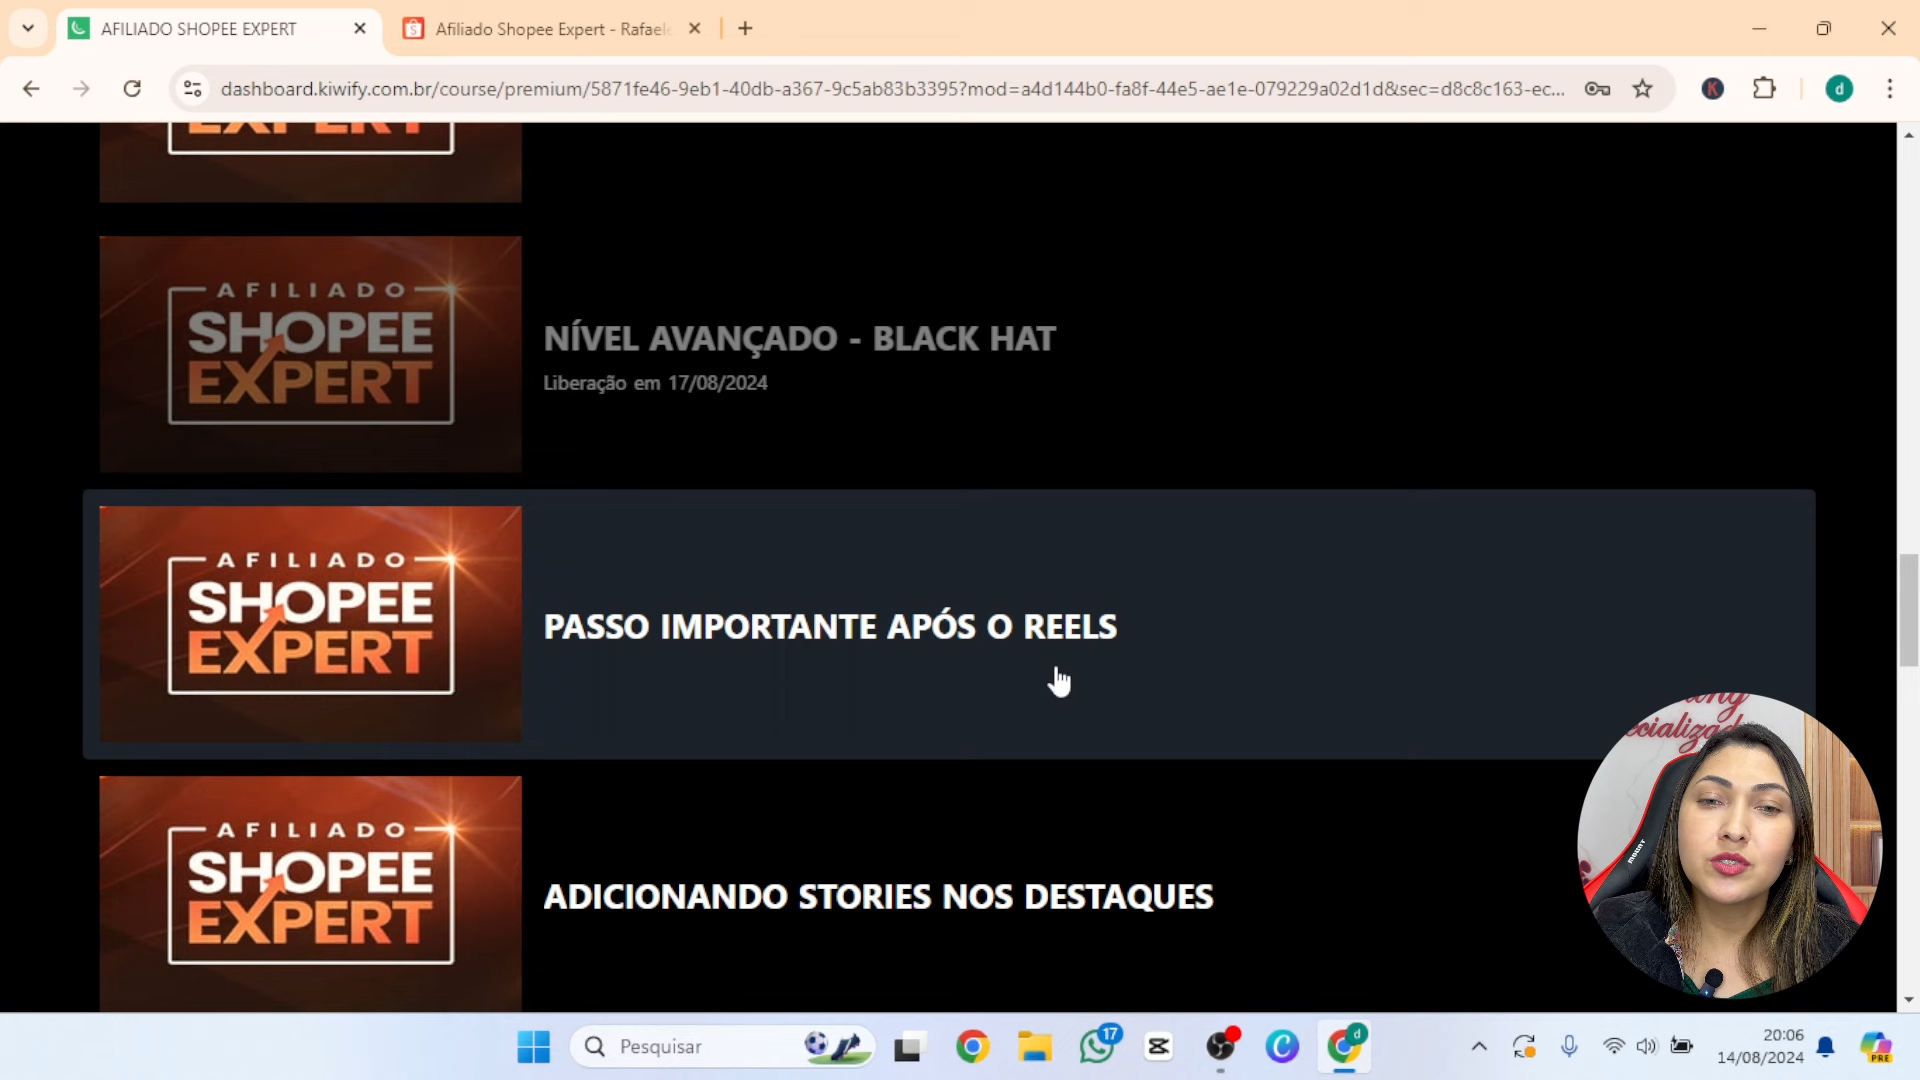 AFILIADO SHOPEE EXPERT
Afiliado Shopee Expert - Rafael
dashboard.kiwify.com.br/course/premium/5871fe46-9eb1-40db-a367-9c5ab83b3395?mod=a4d144b0-fa8f-44e5-ae1e-079229a02d1d&sec=d8c8c163-ec...
K
d
EXPERT
AFILIADO
SHOPEE
EXPERT
NÍVEL AVANÇADO - BLACK HAT
Liberação em 17/08/2024
AFILIADO
SHOPEE
EXPERT
PASSO IMPORTANTE APÓS O REELS
AFILIADO
SHOPEE
EXPERT
ADICIONANDO STORIES NOS DESTAQUES
Pesquisar
17
d
20:06
14/08/2024
PRE